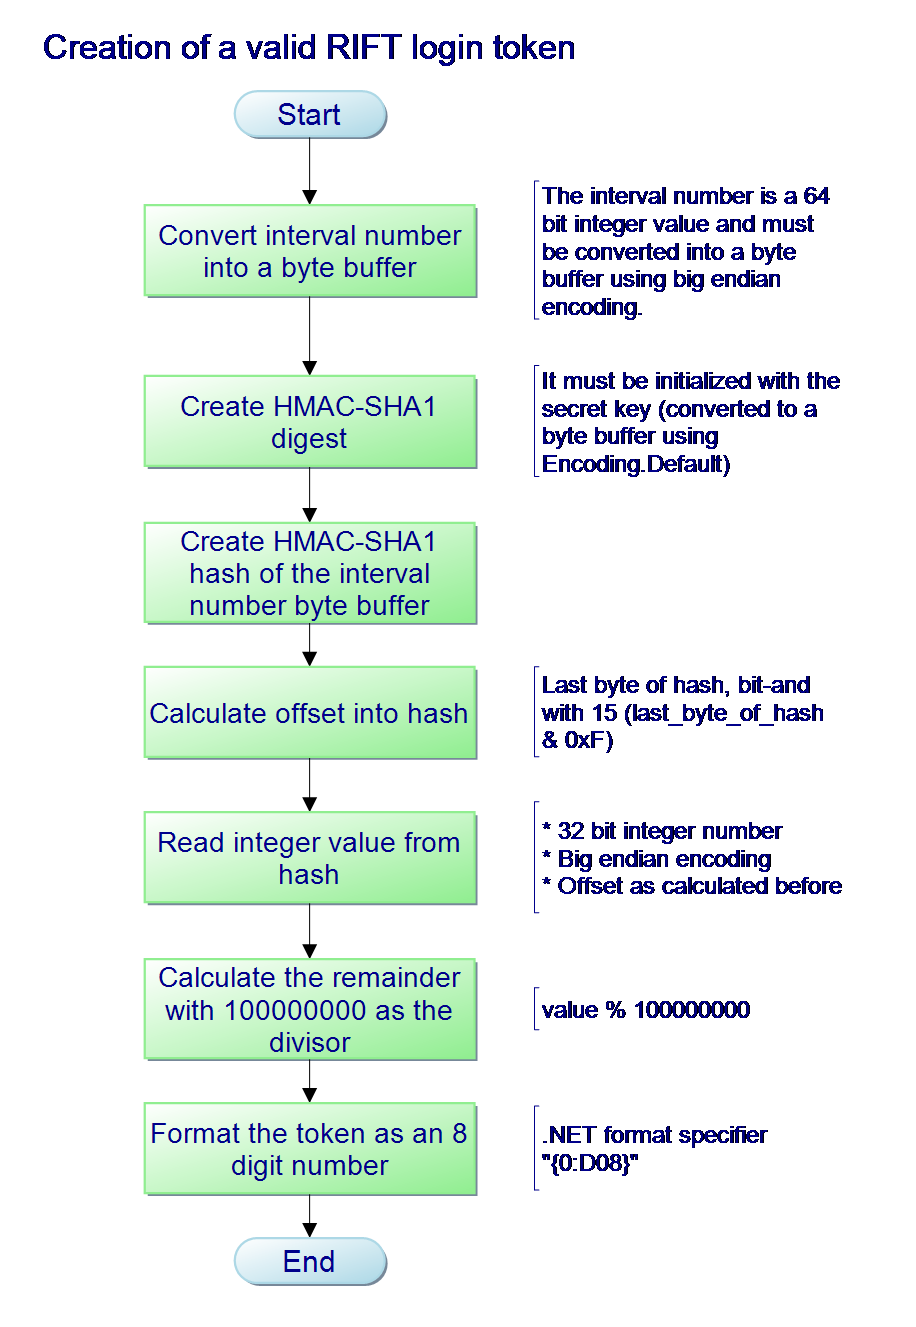 Creation of a valid RIFT login token
Start
Convert interval number
into a byte buffer
The interval number is a 64
bit integer value and must
be converted into a byte
buffer using big endian
encoding.
Create HMAC-SHA1
digest
It must be initialized with the
secret key (converted to a
byte buffer using
Encoding.Default)
Create HMAC-SHA1
hash of the interval
number byte buffer
Calculate offset into hash
Last byte of hash, bit-and
with 15 (last_byte_of_hash
& 0xF)
Read integer value from
hash
* 32 bit integer number
* Big endian encoding
* Offset as calculated before
Calculate the remainder
with 100000000 as the
divisor
value % 100000000
Format the token as an 8
digit number
.NET format specifier
"{0:D08}"
End